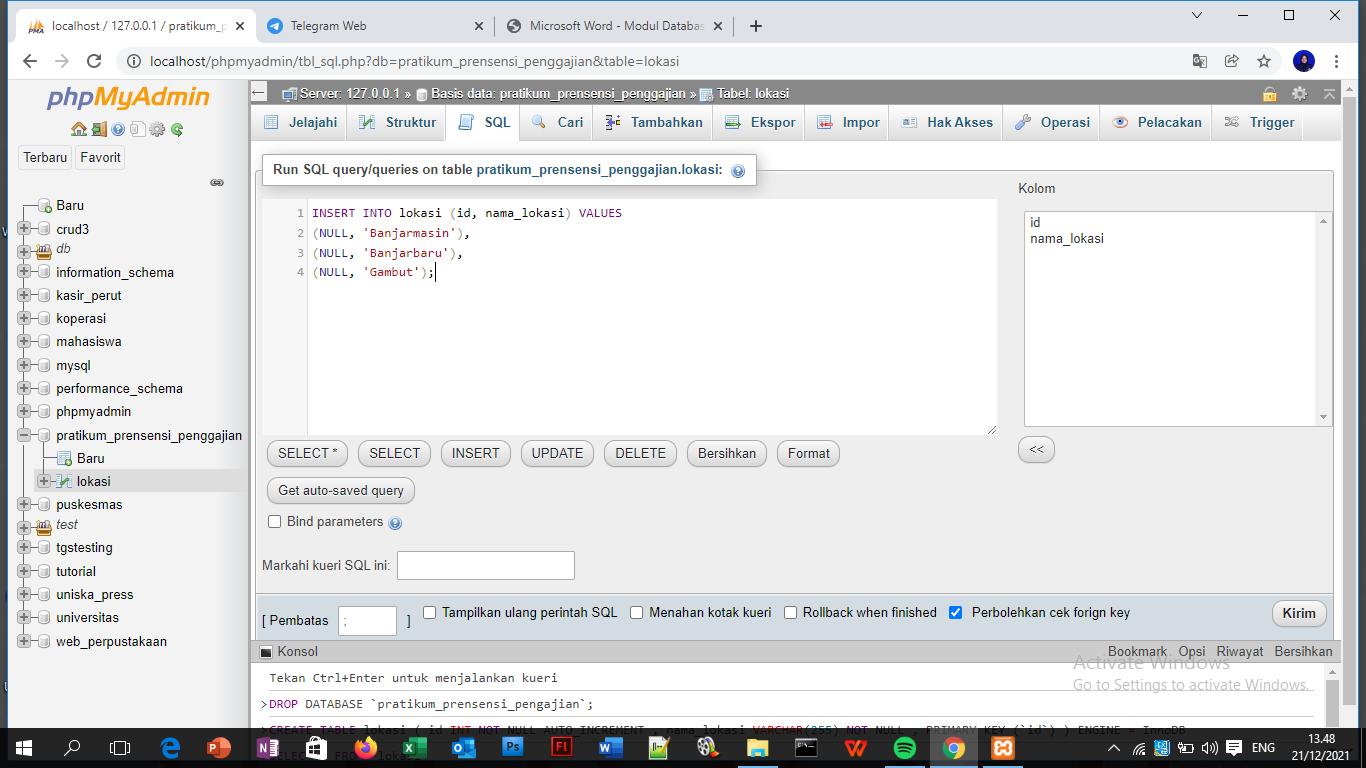 localhost / 127.0.0.1 / pratikum_p
Telegram Web
Microsoft Word - Modul Databas
localhost/phpmyadmin/tbl_sql.php?db=pratikum_prensensi_penggajian&table=lokasi
phpMyAdmin
Server: 127.0.0.1 » Basis data: pratikum_prensensi_penggajian » Tabel: lokasi
Jelajahi Struktur SQL Cari Tambahkan Ekspor Impor Hak Akses Operasi Pelacakan Trigger
Terbaru Favorit
Baru
crud3
db
information_schema
kasir_perut
koperasi
mahasiswa
mysql
performance_schema
phpmyadmin
pratikum_prensensi_penggajian
Baru
lokasi
puskesmas
test
tgstesting
tutorial
uniska_press
universitas
web_perpustakaan
Run SQL query/queries on table pratikum_prensensi_penggajian.lokasi:
1 INSERT INTO lokasi (id, nama_lokasi) VALUES
2 (NULL, 'Banjarmasin'),
3 (NULL, 'Banjarbaru'),
4 (NULL, 'Gambut');
Kolom
id
nama_lokasi
<<
SELECT * SELECT INSERT UPDATE DELETE Bersihkan Format
Get auto-saved query
Bind parameters
Markahi kueri SQL ini:
[ Pembatas ; ] Tampilkan ulang perintah SQL Menahan kotak kueri Rollback when finished Perbolehkan cek forign key Kirim
Konsol Bookmark Opsi Riwayat Bersihkan
Activate Windows
Go to Settings to activate Windows.
Tekan Ctrl+Enter untuk menjalankan kueri
>DROP DATABASE `pratikum_prensensi_pengajian`;
>CREATE TABLE lokasi ( id INT NOT NULL AUTO_INCREMENT , nama_lokasi VARCHAR(255) NOT NULL , PRIMARY KEY (`id`) ) ENGINE = InnoDB
ENG
13.48
21/12/2021